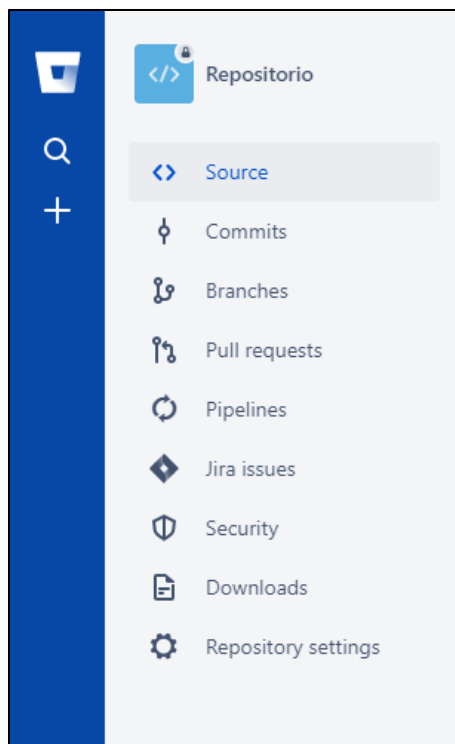 Repositorio
Source
Commits
Branches
Pull requests
Pipelines
Jira issues
Security
Downloads
Repository settings